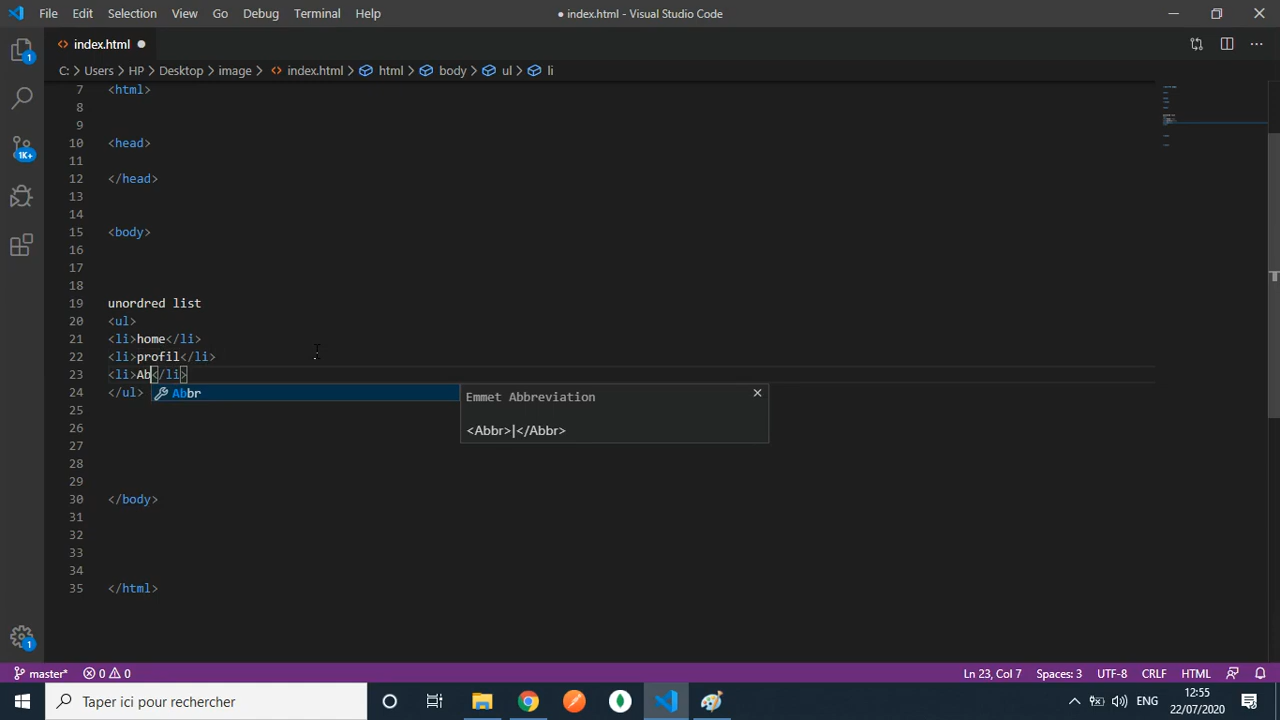 File Edit Selection View Go Debug Terminal Help ● index.html - Visual Studio Code
index.html
C: > Users > HP > Desktop > image > index.html > html > body > ul > li
7 <html>
8
9
10 <head>
11
12 </head>
13
14
15 <body>
16
17
18
19 unordred list
20 <ul>
21 <li>home</li>
22 <li>profil</li>
23 <li>Ab</li>
24 </ul>
Abbr
Emmet Abbreviation
<Abbr>|</Abbr>
25
26
27
28
29
30 </body>
31
32
33
34
35 </html>
1
1K+
1
master* 0 0 Ln 23, Col 7 Spaces: 3 UTF-8 CRLF HTML
Taper ici pour rechercher
ENG
12:55
22/07/2020